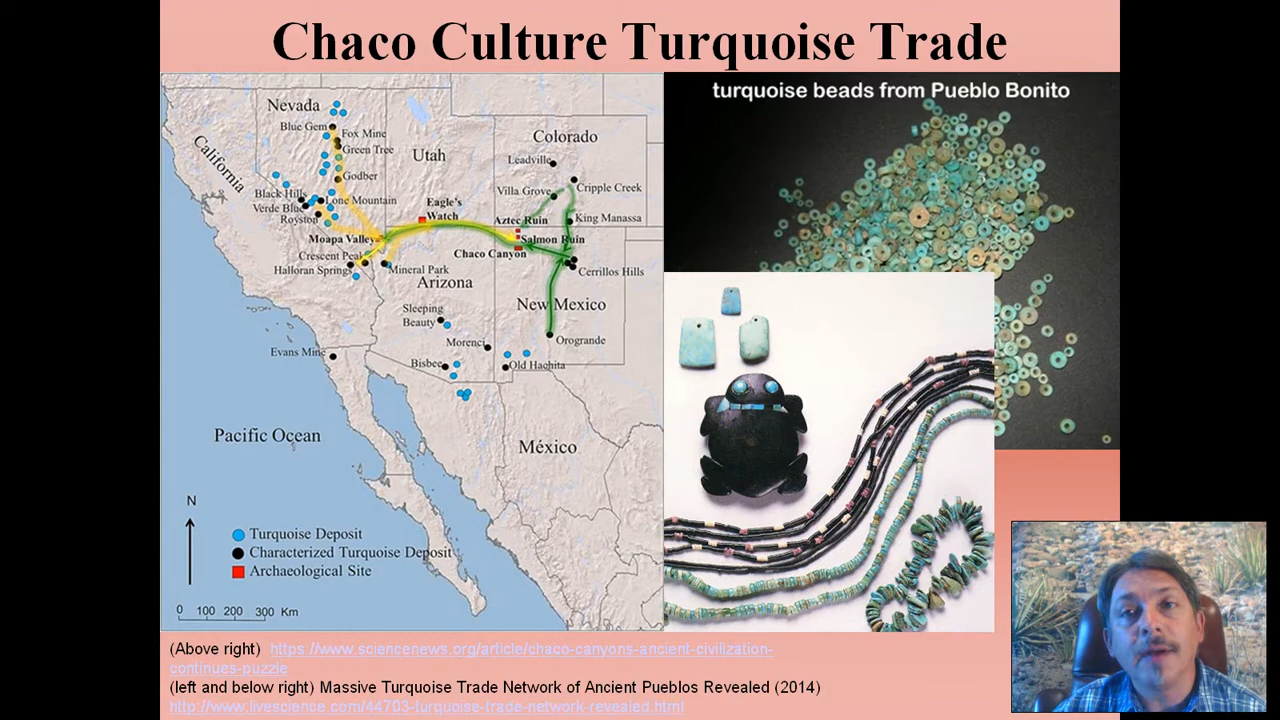 Chaco Culture Turquoise Trade
turquoise beads from Pueblo Bonito
Nevada
Blue Gem
Fox Mine
Green Tree
Godber
California
Black Hills
Lone Mountain
Verde Blue
Royston
Moapa Valley
Crescent Peak
Halloran Springs
Mineral Park
Utah
Eagle's
Watch
Colorado
Leadville
Villa Grove
Cripple Creek
Aztec Ruin
King Manassa
Salmon Ruin
Chaco Canyon
Cerrillos Hills
Arizona
New Mexico
Sleeping
Beauty
Morenci
Orogrande
Evans Mine
Bisbee
Old Hachita
Pacific Ocean
México
N
Turquoise Deposit
Characterized Turquoise Deposit
Archaeological Site
0 100 200 300 Km
(Above right) https://www.sciencenews.org/article/chaco-canyons-ancient-civilization-
continues-puzzle
(left and below right) Massive Turquoise Trade Network of Ancient Pueblos Revealed (2014)
http://www.livescience.com/44703-turquoise-trade-network-revealed.html